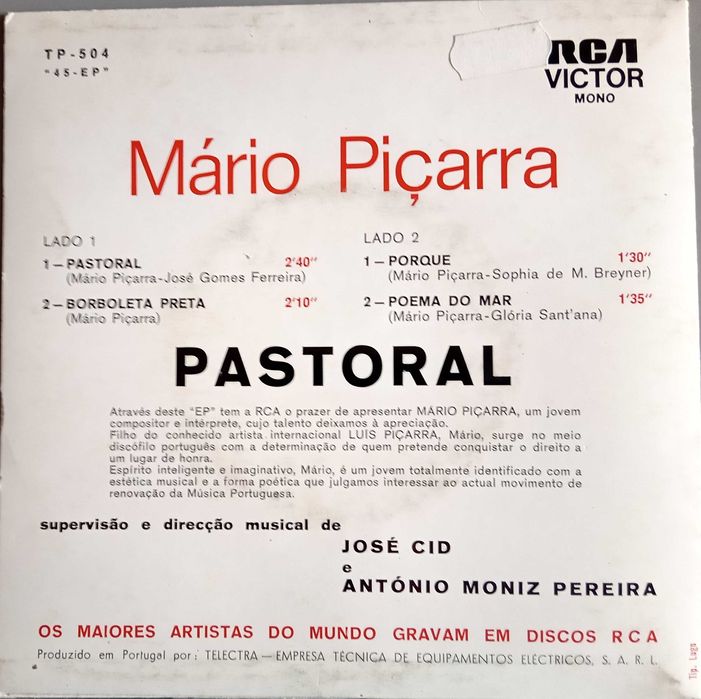 TP-504
"45-EP"
RCA
VICTOR
MONO
Mário Piçarra
LADO 1
1 — PASTORAL 2'40''
(Mário Piçarra-José Gomes Ferreira)
2 — BORBOLETA PRETA 2'10''
(Mário Piçarra)
LADO 2
1 — PORQUE 1'30''
(Mário Piçarra-Sophia de M. Breyner)
2 — POEMA DO MAR 1'35''
(Mário Piçarra-Glória Sant'ana)
PASTORAL
Através deste "EP" tem a RCA o prazer de apresentar MÁRIO PIÇARRA, um jovem
compositor e intérprete, cujo talento deixamos à apreciação.
Filho do conhecido artista internacional LUÍS PIÇARRA, Mário, surge no meio
discófilo português com a determinação de quem pretende conquistar o direito a
um lugar de honra.
Espírito inteligente e imaginativo, Mário, é um jovem totalmente identificado com a
estética musical e a forma poética que julgamos interessar ao actual movimento de
renovação da Música Portuguesa.
supervisão e direcção musical de
JOSÉ CID
e
ANTÓNIO MONIZ PEREIRA
OS MAIORES ARTISTAS DO MUNDO GRAVAM EM DISCOS RCA
Produzido em Portugal por: TELECTRA — EMPRESA TÉCNICA DE EQUIPAMENTOS ELÉCTRICOS, S. A. R. L.
Tip. Luga